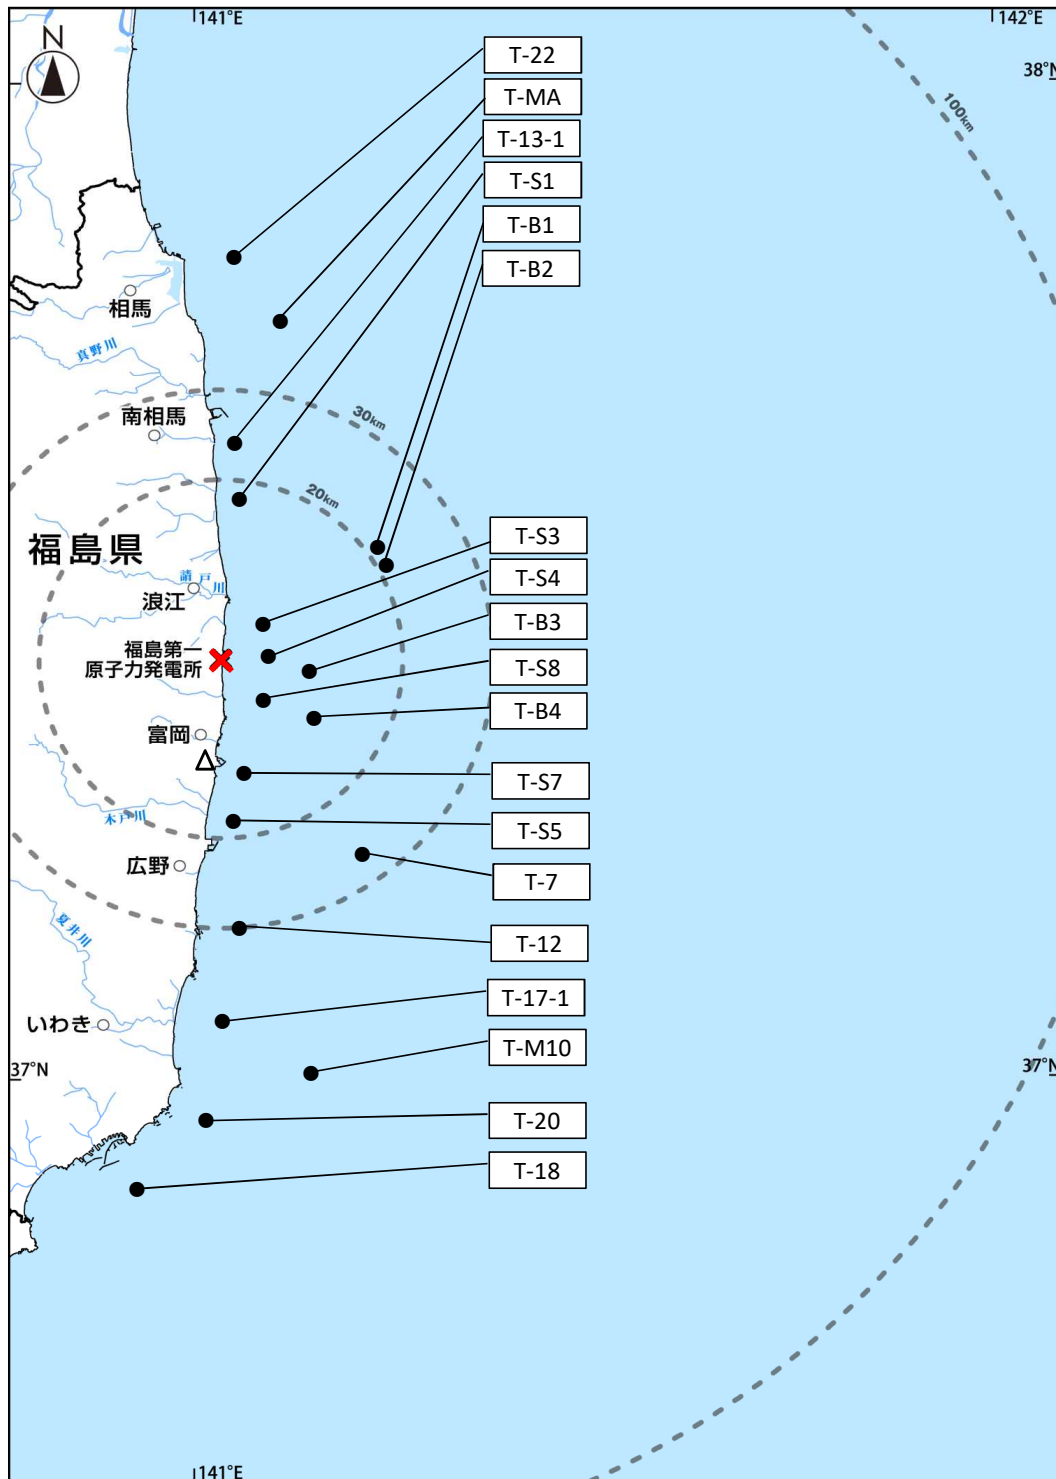 141°E
142°E
N
38°N
100km
T-22
T-MA
T-13-1
T-S1
T-B1
T-B2
相馬
真野川
30km
南相馬
20km
福島県
請戸川
浪江
T-S3
T-S4
T-B3
福島第一
原子力発電所
T-S8
T-B4
富岡
T-S7
木戸川
T-S5
広野
T-7
夏井川
T-12
T-17-1
いわき
T-M10
37°N
37°N
T-20
T-18
141°E